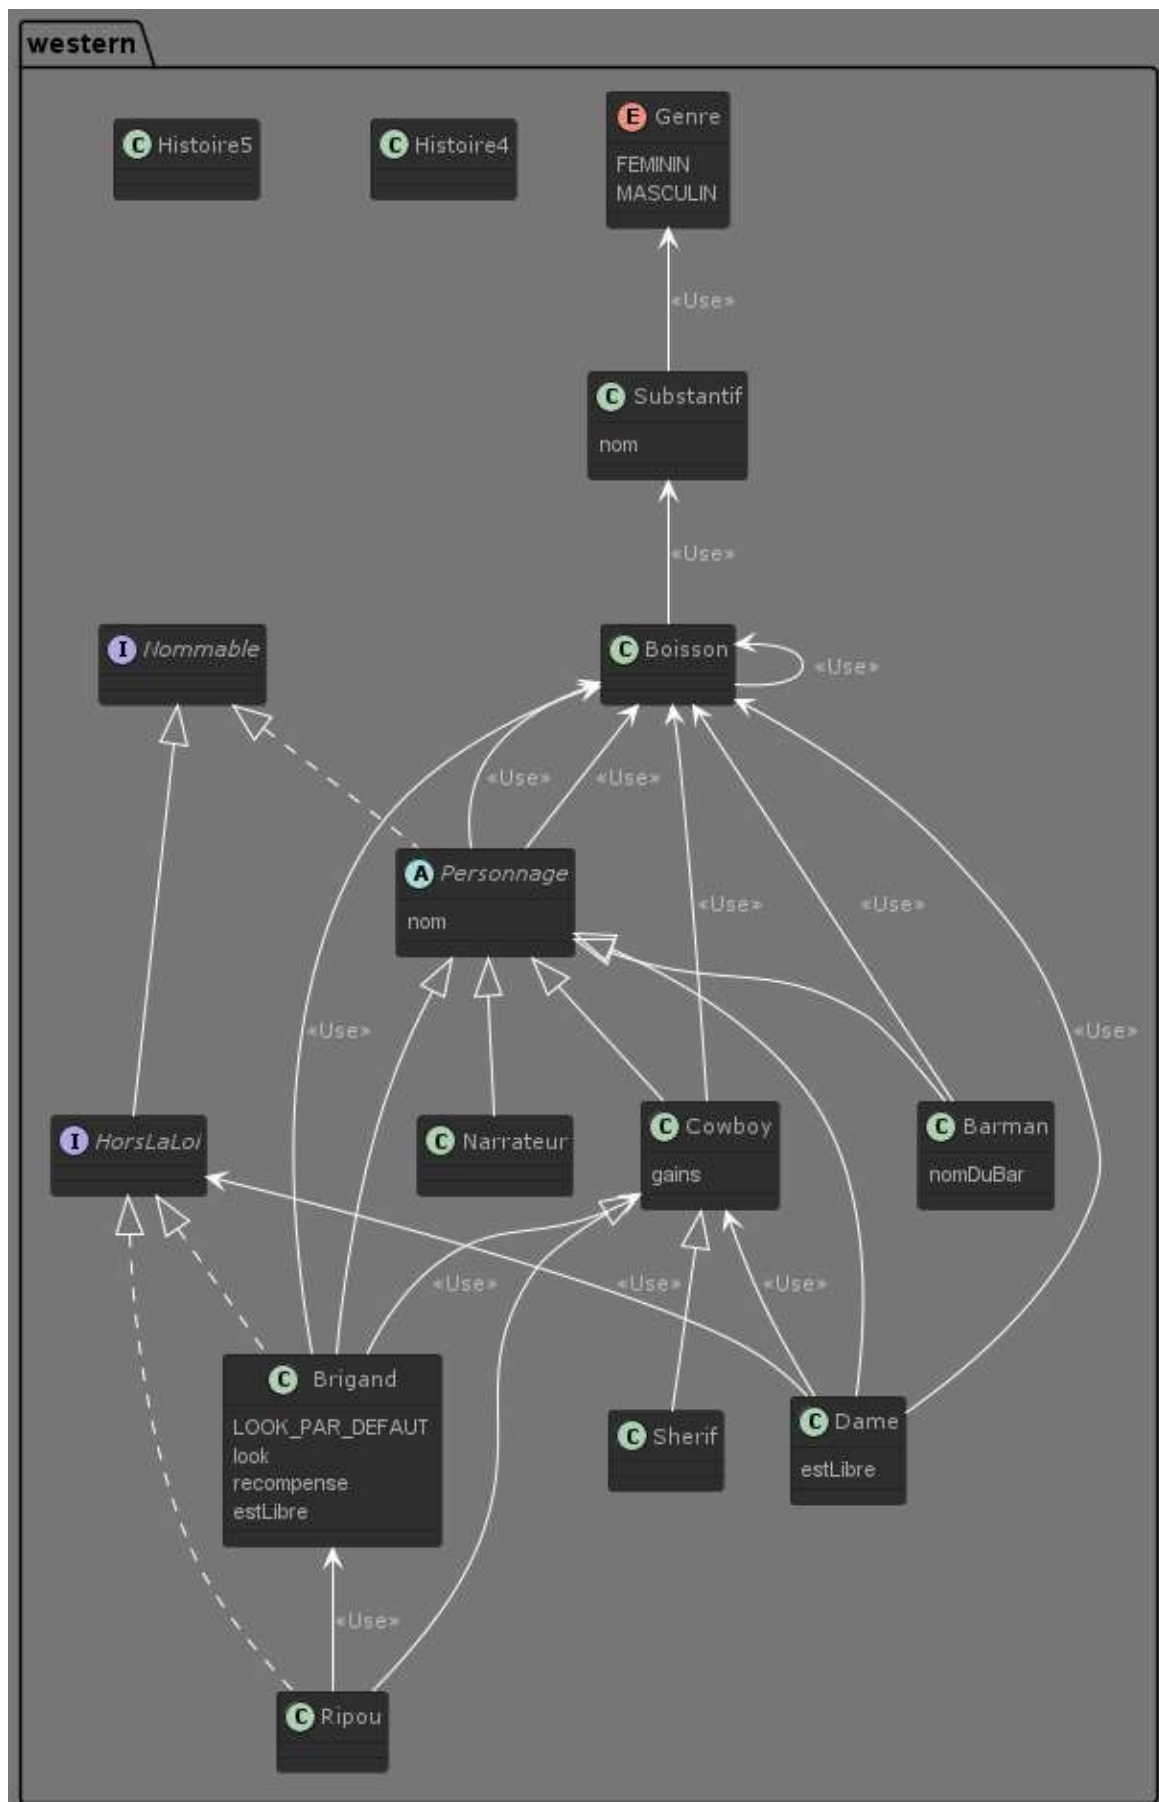 western
C Histoire5
C Histoire4
E Genre
FEMININ
MASCULIN
«Use»
C Substantif
nom
«Use»
I Nommable
C Boisson
«Use»
«Use»
«Use»
A Personnage
nom
«Use»
«Use»
«Use»
«Use»
I HorsLaLoi
C Narrateur
C Cowboy
gains
C Barman
nomDuBar
«Use»
«Use»
«Use»
C Brigand
LOOK_PAR_DEFAUT
look
recompense
estLibre
C Sherif
C Dame
estLibre
«Use»
C Ripou